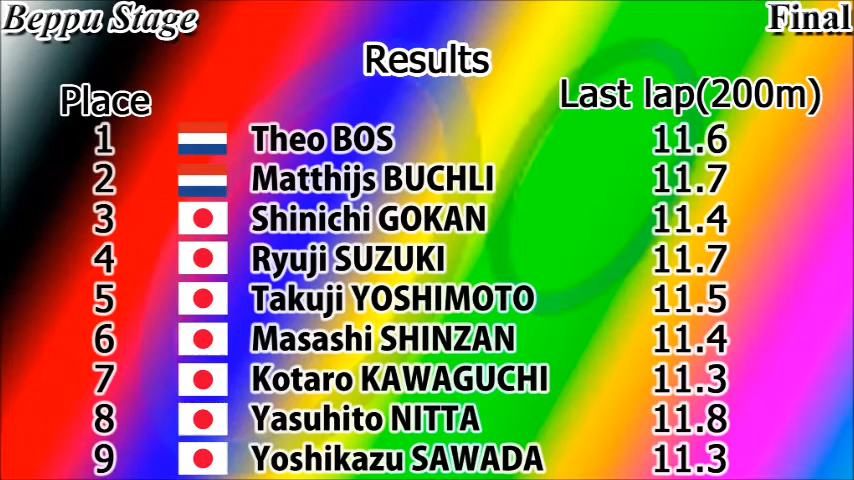 Beppu Stage Final
Results
Place Last lap(200m)
1 Theo BOS 11.6
2 Matthijs BUCHLI 11.7
3 Shinichi GOKAN 11.4
4 Ryuji SUZUKI 11.7
5 Takuji YOSHIMOTO 11.5
6 Masashi SHINZAN 11.4
7 Kotaro KAWAGUCHI 11.3
8 Yasuhito NITTA 11.8
9 Yoshikazu SAWADA 11.3